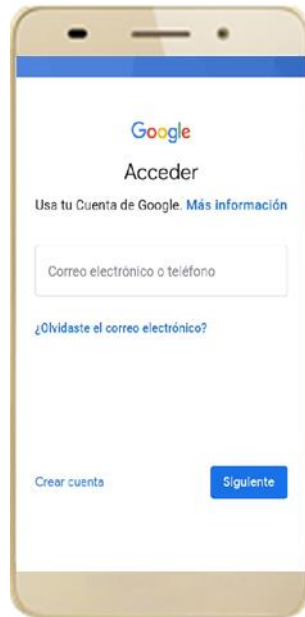 Google
Acceder
Usa tu Cuenta de Google. Más información
Correo electrónico o teléfono
¿Olvidaste el correo electrónico?
Crear cuenta
Siguiente